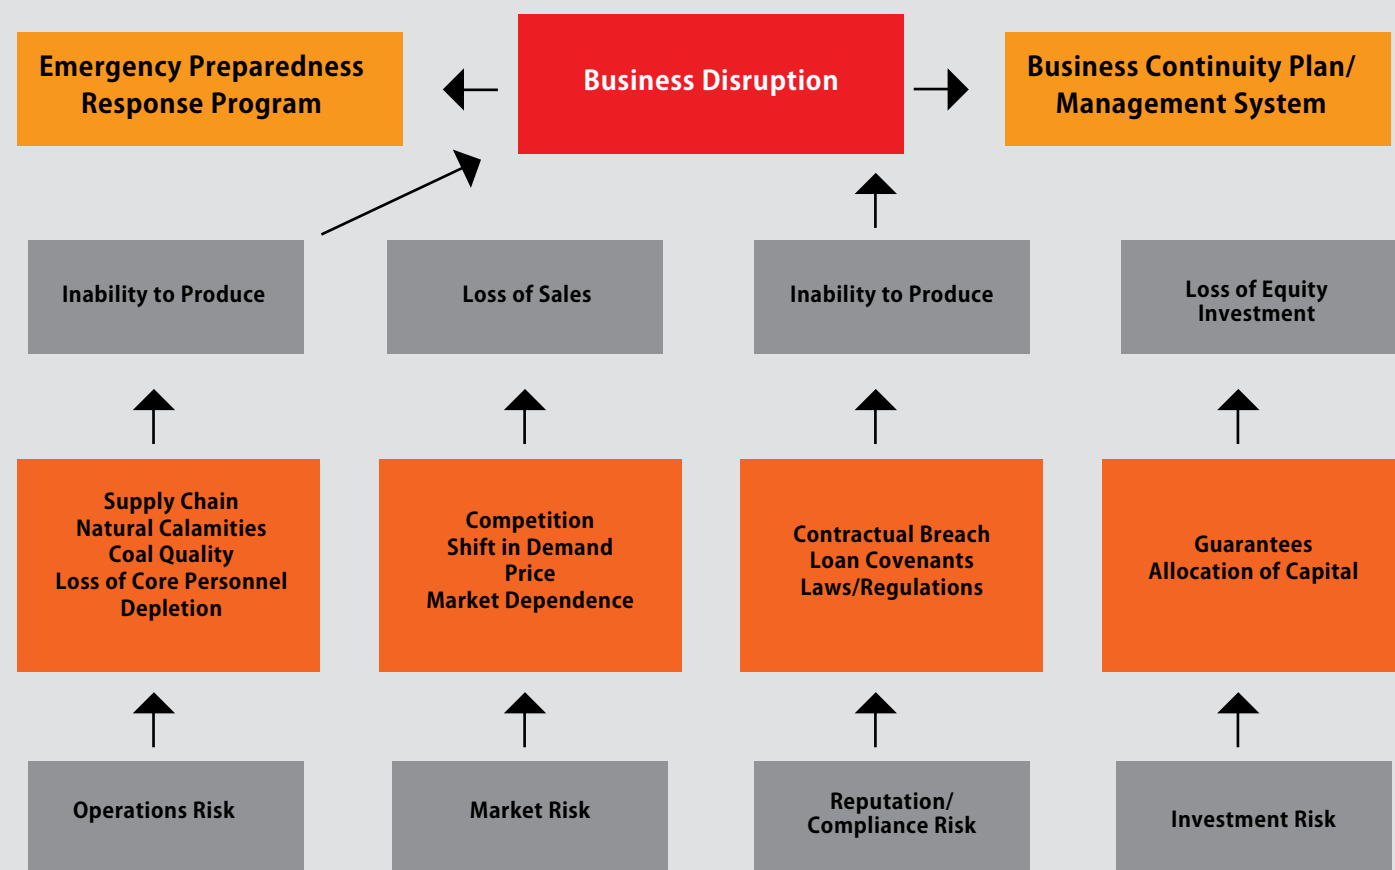 Emergency Preparedness
Response Program
Business Disruption
Business Continuity Plan/
Management System
Inability to Produce
Loss of Sales
Inability to Produce
Loss of Equity
Investment
Supply Chain
Natural Calamities
Coal Quality
Loss of Core Personnel
Depletion
Competition
Shift in Demand
Price
Market Dependence
Contractual Breach
Loan Covenants
Laws/Regulations
Guarantees
Allocation of Capital
Operations Risk
Market Risk
Reputation/
Compliance Risk
Investment Risk